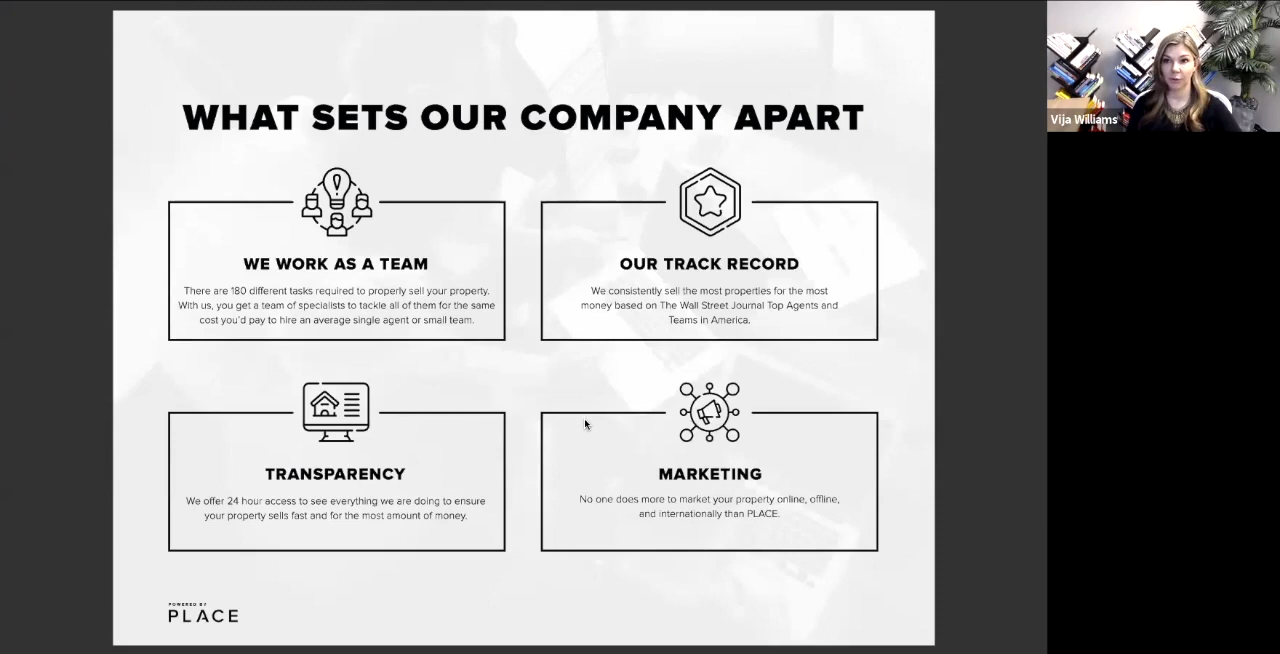 WHAT SETS OUR COMPANY APART
WE WORK AS A TEAM
There are 180 different tasks required to properly sell your property.
With us, you get a team of specialists to tackle all of them for the same
cost you'd pay to hire an average single agent or small team.
OUR TRACK RECORD
We consistently sell the most properties for the most
money based on The Wall Street Journal Top Agents and
Teams in America.
TRANSPARENCY
We offer 24 hour access to see everything we are doing to ensure
your property sells fast and for the most amount of money.
MARKETING
No one does more to market your property online, offline,
and internationally than PLACE.
POWERED BY
PLACE
Vija Williams